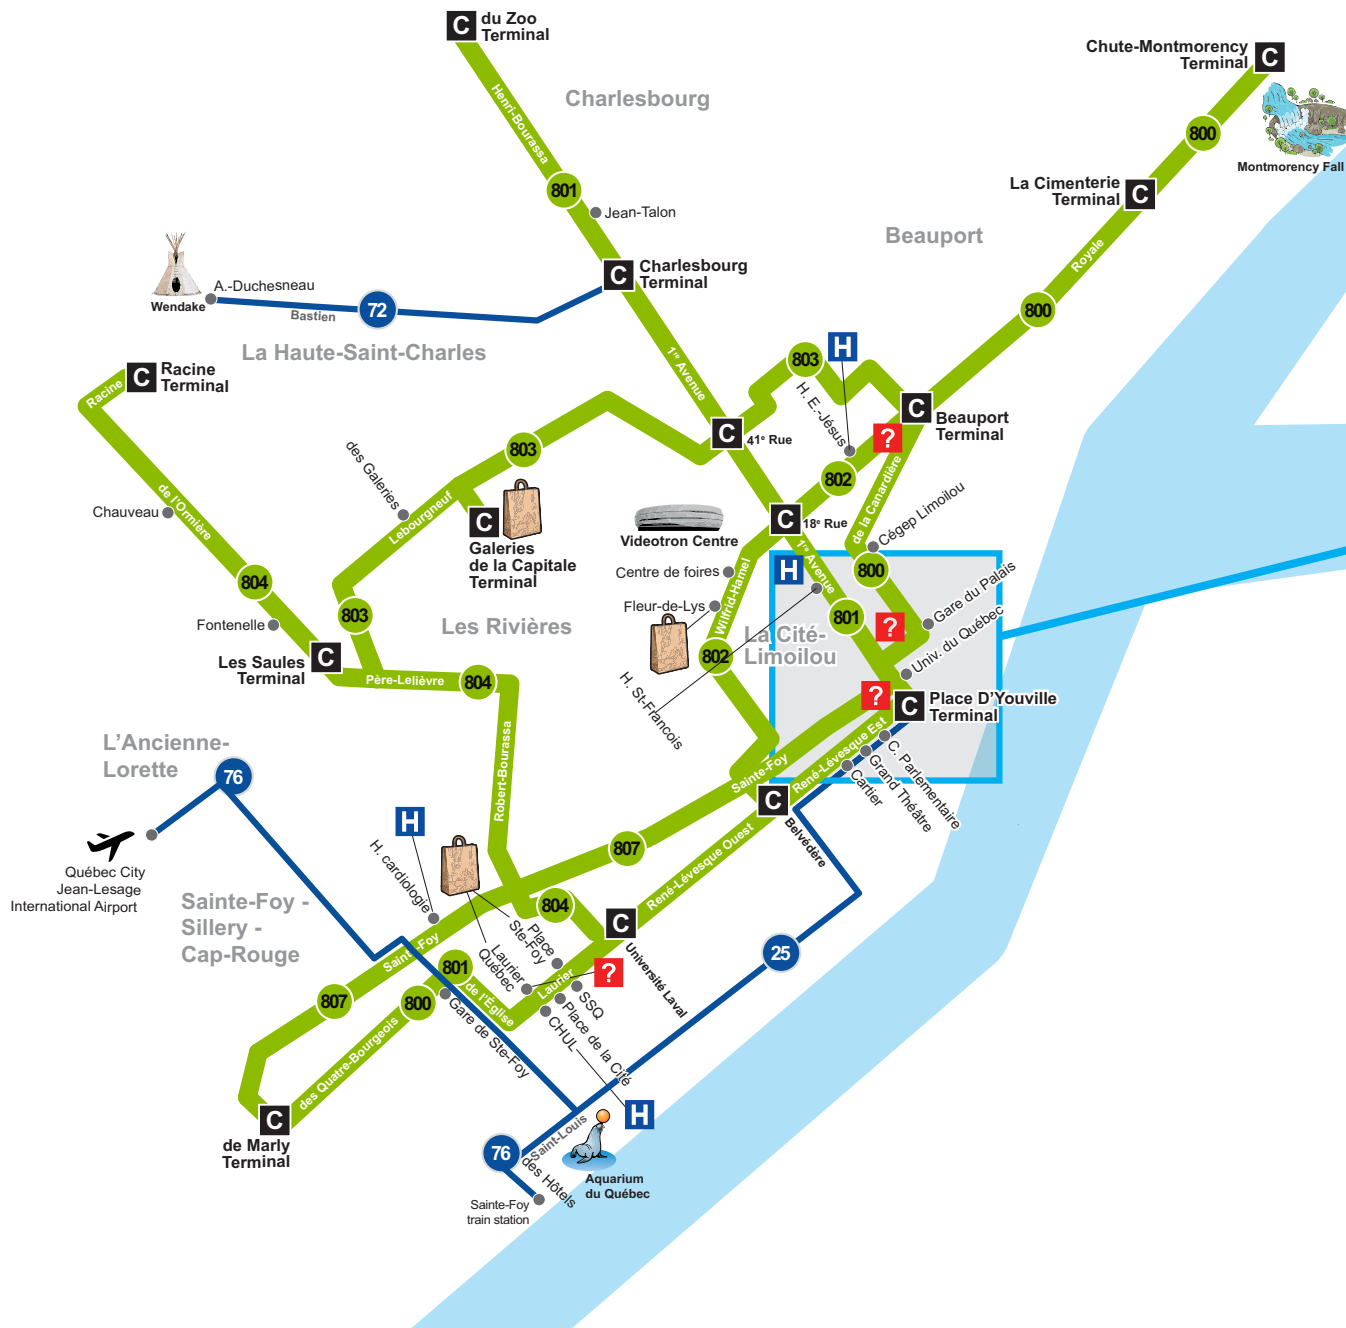 C
du Zoo
Terminal
Chute-Montmorency
Terminal
C
Henri-Bourassa
Charlesbourg
800
Montmorency Fall
La Cimenterie
Terminal
C
801
Jean-Talon
Beauport
Royale
Wendake
A.-Duchesneau
Bastien
72
C
Charlesbourg
Terminal
800
La Haute-Saint-Charles
1re Avenue
803
H
Racine
C
Racine
Terminal
H. E.-Jésus
C
Beauport
Terminal
C
41e Rue
?
des Galeries
803
802
de la Canardière
de l'Ormière
Chauveau
Lebourgneuf
C
Galeries
de la Capitale
Terminal
Videotron Centre
C
18e Rue
1re Avenue
Cégep Limoilou
804
Centre de foires
H
800
Wilfrid-Hamel
Fleur-de-Lys
Fontenelle
803
Les Rivières
La Cité-
Limoilou
801
?
Gare du Palais
Univ. du Québec
Les Saules
Terminal
C
Père-Lelièvre
804
802
H. St-Francois
?
C
Place D'Youville
Terminal
L'Ancienne-
Lorette
76
Robert-Bourassa
Sainte-Foy
René-Lévesque Est
C. Parlementaire
Grand Théâtre
Cartier
C
Belvédère
Québec City
Jean-Lesage
International Airport
H
H. cardiologie
807
René-Lévesque Ouest
Sainte-Foy -
Sillery -
Cap-Rouge
804
Place
Ste-Foy
C
Université Laval
Sainte-Foy
801
Laurier
Québec
Laurier
?
25
807
800
de l'Église
SSQ
Place de la Cité
CHUL
Gare de Ste-Foy
des Quatre-Bourgeois
C
de Marly
Terminal
H
Saint-Louis
76
des Hôtels
Aquarium
du Québec
Sainte-Foy
train station